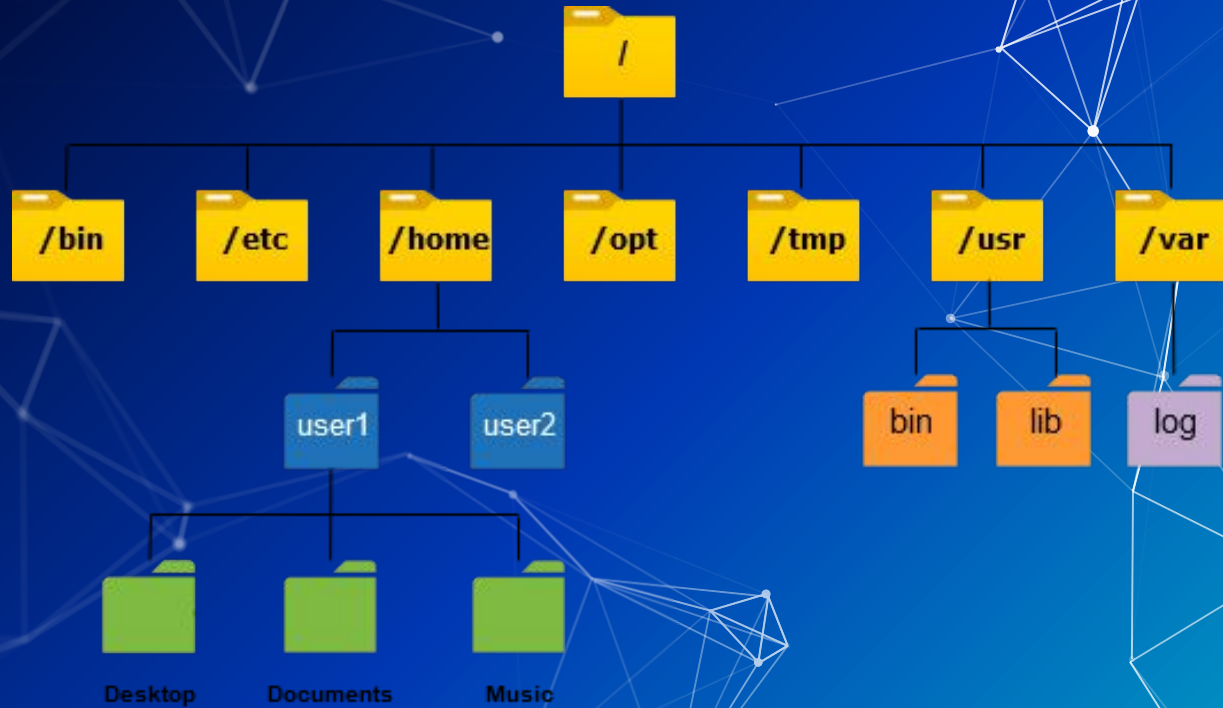 /
/bin
/etc
/home
/opt
/tmp
/usr
/var
user1
user2
bin
lib
log
Desktop
Documents
Music